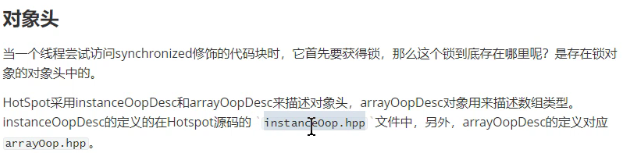 对象头
当一个线程尝试访问synchronized修饰的代码块时，它首先要获得锁，那么这个锁到底存在哪里呢？是存在锁对
象的对象头中的。
HotSpot采用instanceOopDesc和arrayOopDesc来描述对象头，arrayOopDesc对象用来描述数组类型。
instanceOopDesc的定义的在Hotspot源码的 `instanceOop.hpp` 文件中，另外，arrayOopDesc的定义对应
arrayOop.hpp 。